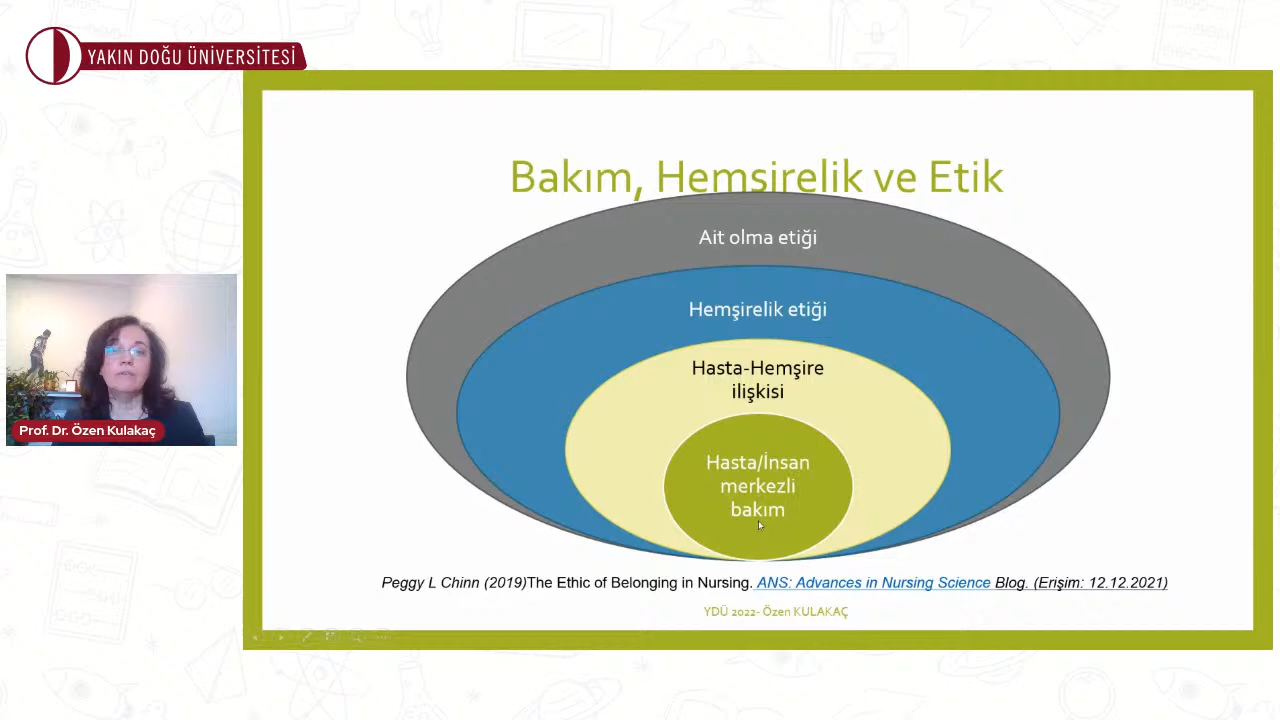 YAKIN DOĞU ÜNİVERSİTESİ
Bakım, Hemşirelik ve Etik
Ait olma etiği
Hemşirelik etiği
Hasta-Hemşire
ilişkisi
Hasta/İnsan
merkezli
bakım
Prof. Dr. Özen Kulakaç
Peggy L Chinn (2019)The Ethic of Belonging in Nursing. ANS: Advances in Nursing Science Blog. (Erişim: 12.12.2021)
YDÜ 2022- Özen KULAKAÇ